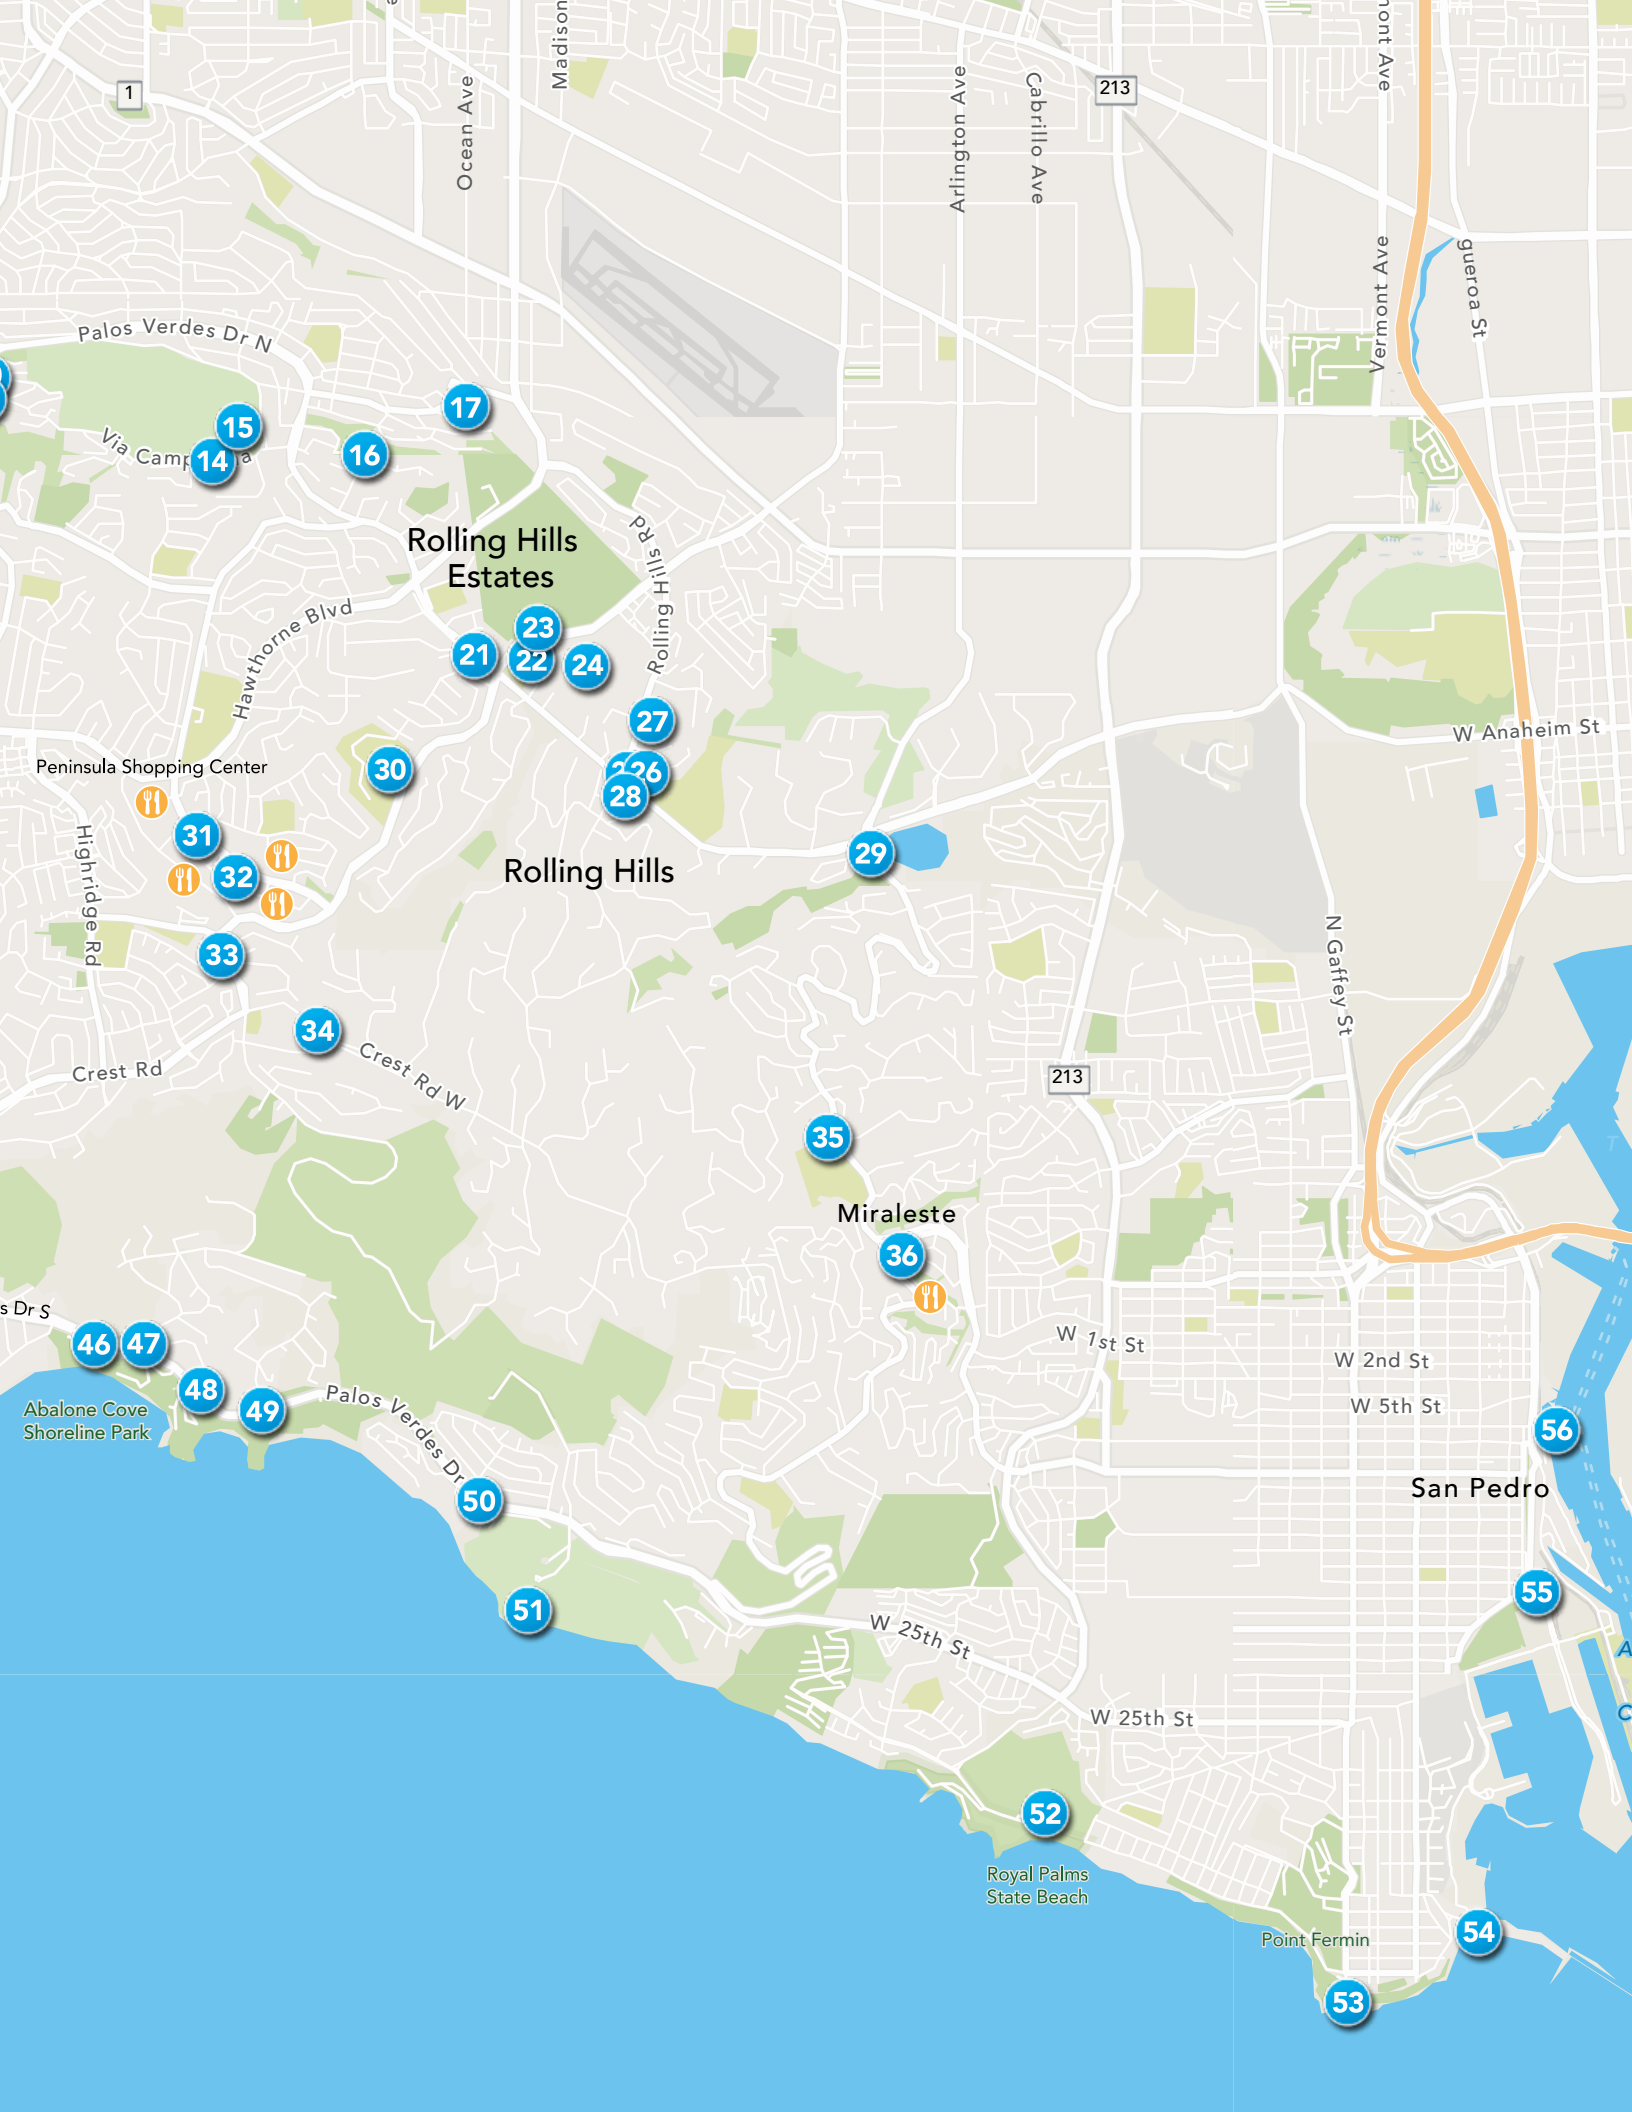 Madison
1
213
Ocean Ave
Arlington Ave
Cabrillo Ave
Vermont Ave
Palos Verdes Dr N
17
15
14
16
Via Camp
Rolling Hills
Estates
Rolling Hills Rd
Hawthorne Blvd
23
21
22
24
27
W Anaheim St
Peninsula Shopping Center
30
26
28
31
29
32
Rolling Hills
Highridge Rd
33
N Gaffey St
34
Crest Rd
Crest Rd W
213
35
Miraleste
36
s Dr S
46
47
W 1st St
W 2nd St
48
49
Palos Verdes Dr
Abalone Cove
Shoreline Park
W 5th St
56
San Pedro
50
55
51
W 25th St
W 25th St
52
Royal Palms
State Beach
Point Fermin
54
53